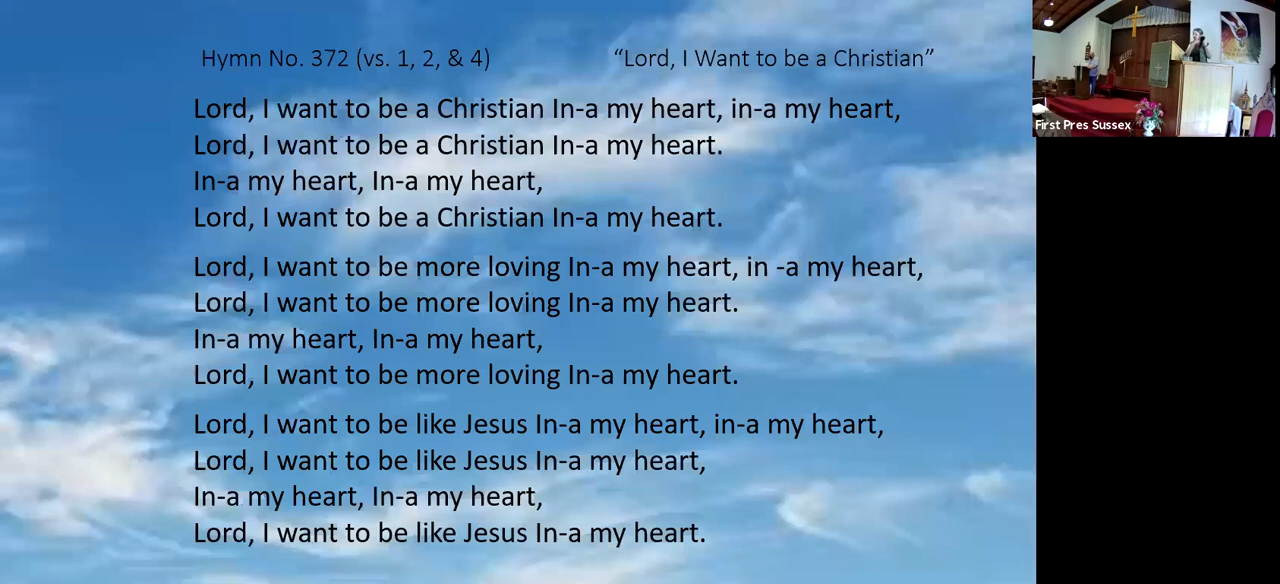 Hymn No. 372 (vs. 1, 2, & 4) “Lord, I Want to be a Christian”
Lord, I want to be a Christian In-a my heart, in-a my heart,
Lord, I want to be a Christian In-a my heart.
In-a my heart, In-a my heart,
Lord, I want to be a Christian In-a my heart.
Lord, I want to be more loving In-a my heart, in -a my heart,
Lord, I want to be more loving In-a my heart.
In-a my heart, In-a my heart,
Lord, I want to be more loving In-a my heart.
Lord, I want to be like Jesus In-a my heart, in-a my heart,
Lord, I want to be like Jesus In-a my heart,
In-a my heart, In-a my heart,
Lord, I want to be like Jesus In-a my heart.
First Pres Sussex